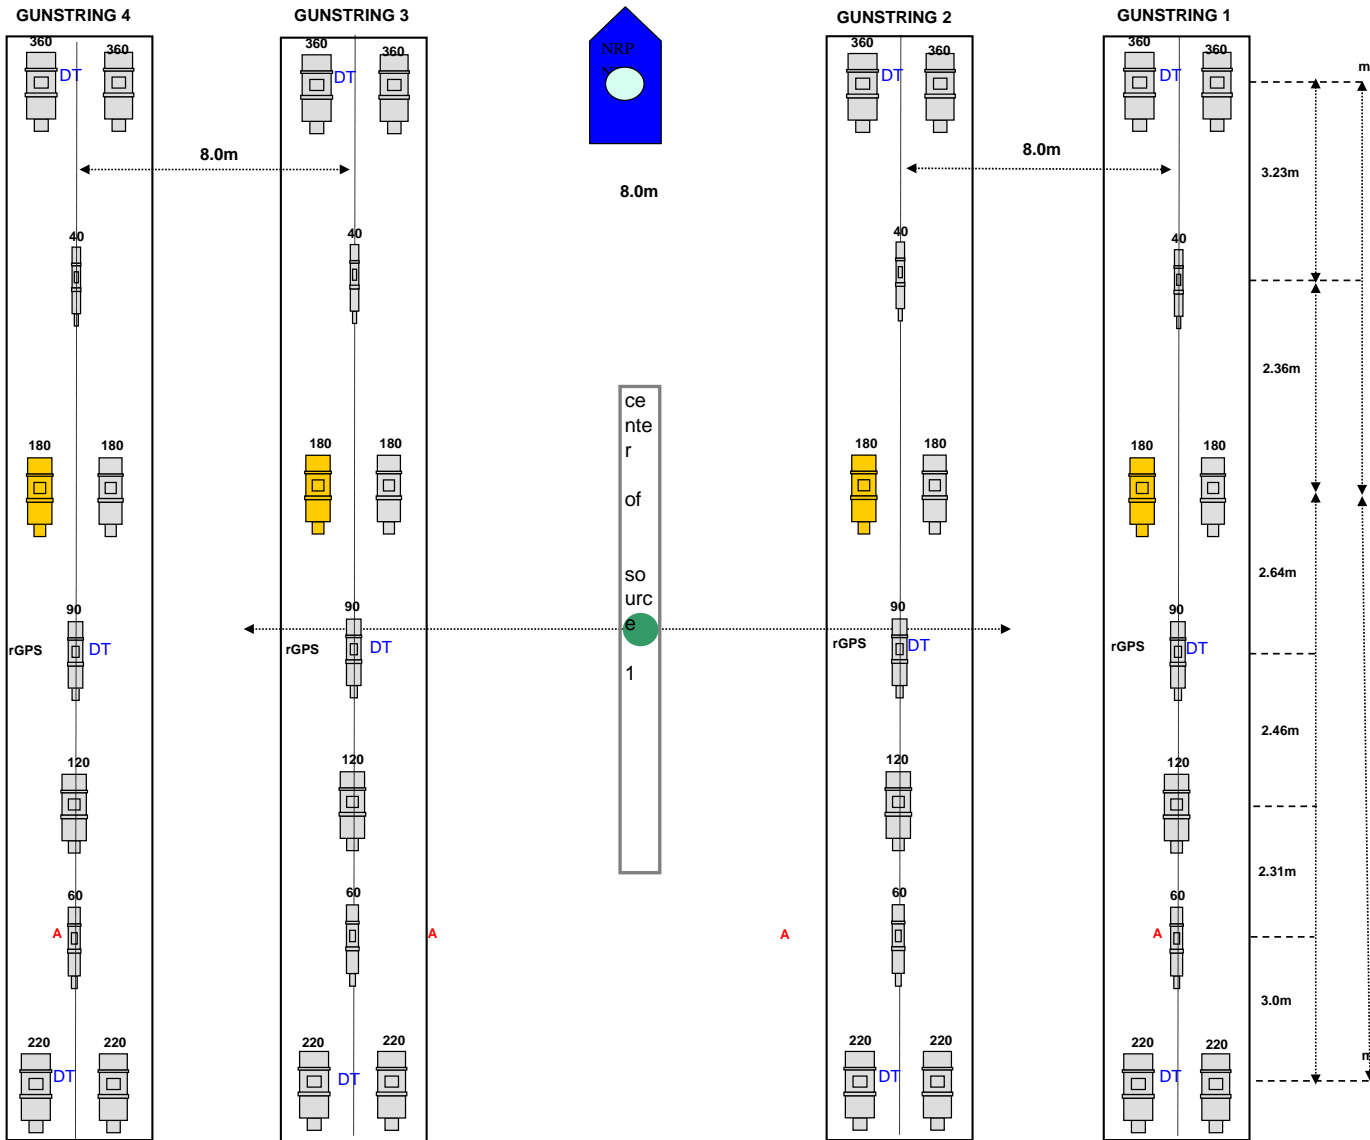 GUNSTRING 4 GUNSTRING 3 GUNSTRING 2 GUNSTRING 1
360 360 360 360 360 360 360 360
NRP
DT DT DT DT
m
8.0m 8.0m
8.0m
3.23m
40 40 40 40
2.36m
ce
nte
r
of
so
urc
e
1
180 180 180 180 180 180 180 180
2.64m
90 90 90 90
rGPS DT rGPS DT rGPS DT rGPS DT
2.46m
120 120 120 120
2.31m
60 60 60 60
A A A A
3.0m
220 220 220 220 220 220 220 220
DT DT DT DT